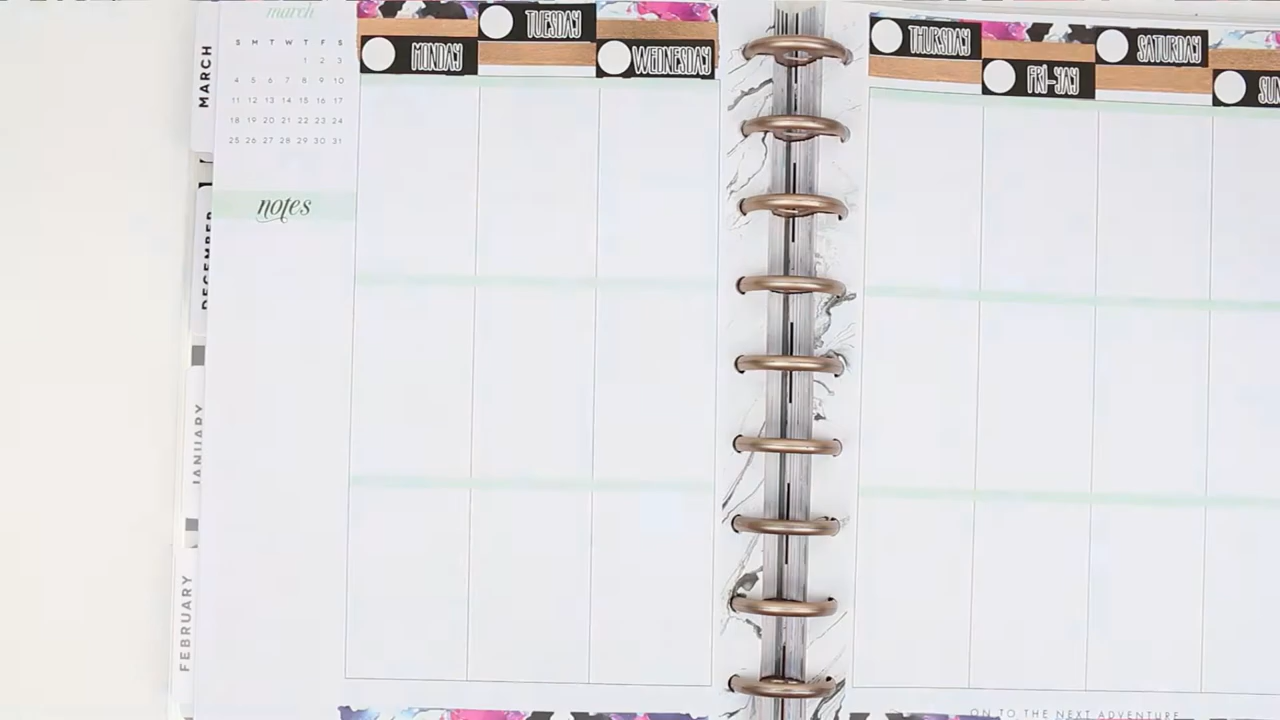 march
S M T W T F S
1 2 3
4 5 6 7 8 9 10
11 12 13 14 15 16 17
18 19 20 21 22 23 24
25 26 27 28 29 30 31
notes
MARCH
DECEMBER
JANUARY
FEBRUARY
MONDAY
TUESDAY
WEDNESDAY
THURSDAY
FRI-YAY
SATURDAY
SUN
ON TO THE NEXT ADVENTURE